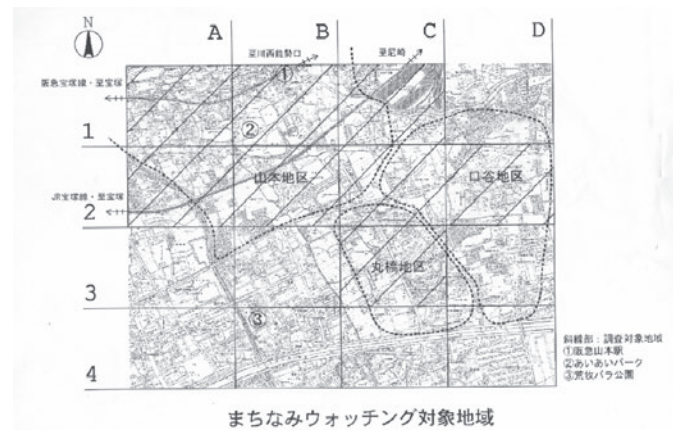 N
A B C D
至川西能勢口
至尼崎
阪急宝塚線・至宝塚
①
1
②
山本地区
口谷地区
JR宝塚線・至宝塚
2
丸橋地区
3
③
4
斜線部：調査対象地域
①阪急山本駅
②あいあいパーク
③荒牧バラ公園
まちなみウォッチング対象地域